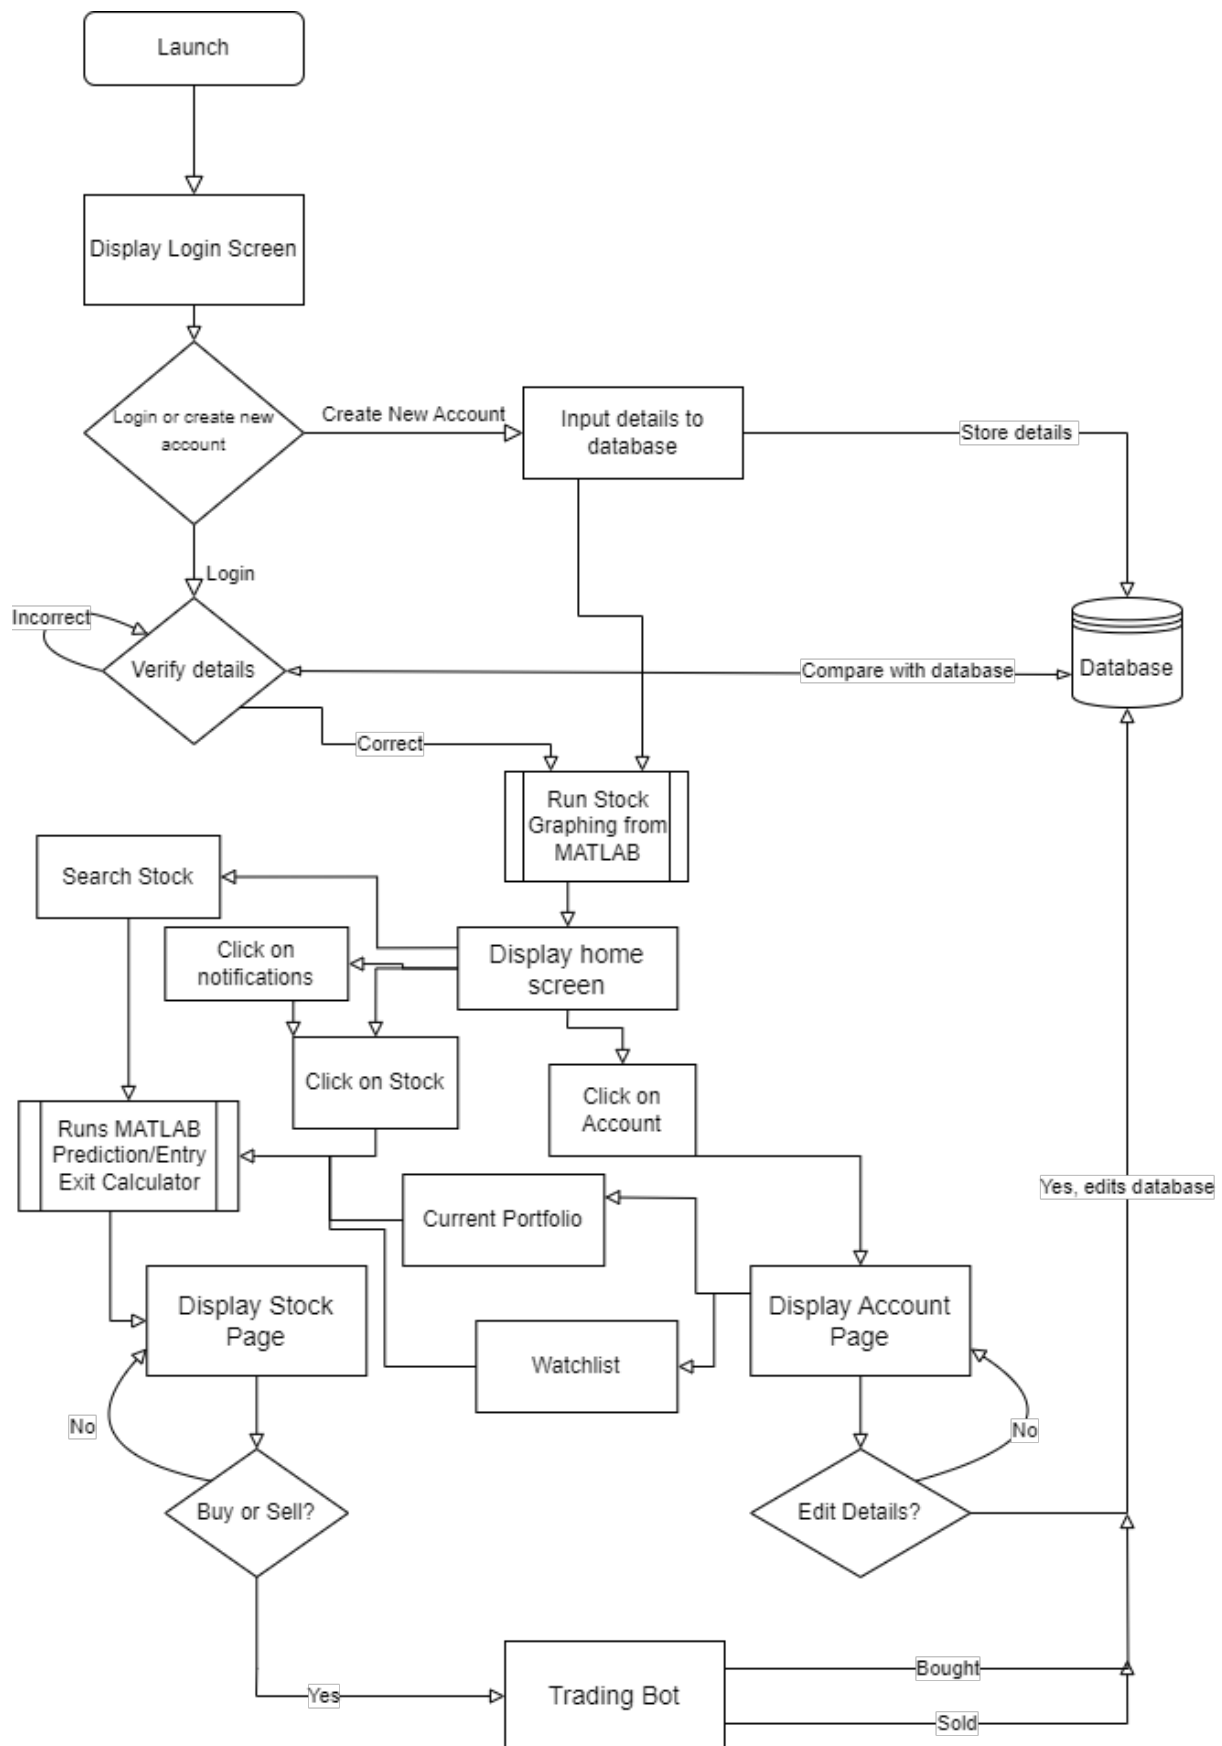 Launch
Display Login Screen
Login or create new
account
Create New Account
Input details to
database
Store details
Login
Incorrect
Verify details
Compare with database
Database
Correct
Run Stock
Graphing from
MATLAB
Search Stock
Click on
notifications
Display home
screen
Click on Stock
Click on
Account
Runs MATLAB
Prediction/Entry
Exit Calculator
Yes, edits database
Current Portfolio
Display Stock
Page
Display Account
Page
Watchlist
No
No
Buy or Sell?
Edit Details?
Bought
Yes
Trading Bot
Sold